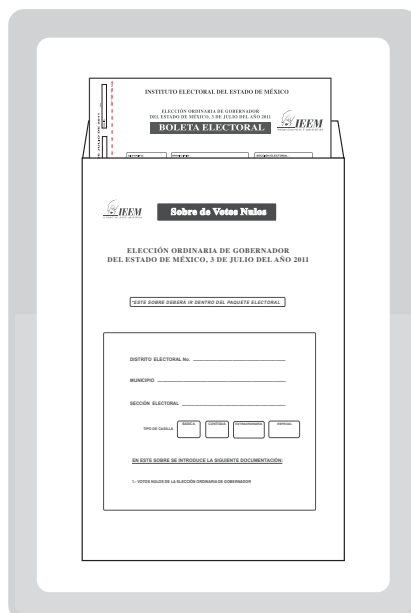 INSTITUTO ELECTORAL DEL ESTADO DE MÉXICO
ELECCIÓN ORDINARIA DE GOBERNADOR
DEL ESTADO DE MÉXICO, 3 DE JULIO DEL AÑO 2011
BOLETA ELECTORAL
IEEM
IEEM
Sobre de Votos Nulos
ELECCIÓN ORDINARIA DE GOBERNADOR
DEL ESTADO DE MÉXICO, 3 DE JULIO DEL AÑO 2011
*ESTE SOBRE DEBERÁ IR DENTRO DEL PAQUETE ELECTORAL
DISTRITO ELECTORAL No.
MUNICIPIO
SECCIÓN ELECTORAL
TIPO DE CASILLA BÁSICA CONTIGUA EXTRAORDINARIA ESPECIAL
EN ESTE SOBRE SE INTRODUCE LA SIGUIENTE DOCUMENTACIÓN:
1.- VOTOS NULOS DE LA ELECCIÓN ORDINARIA DE GOBERNADOR